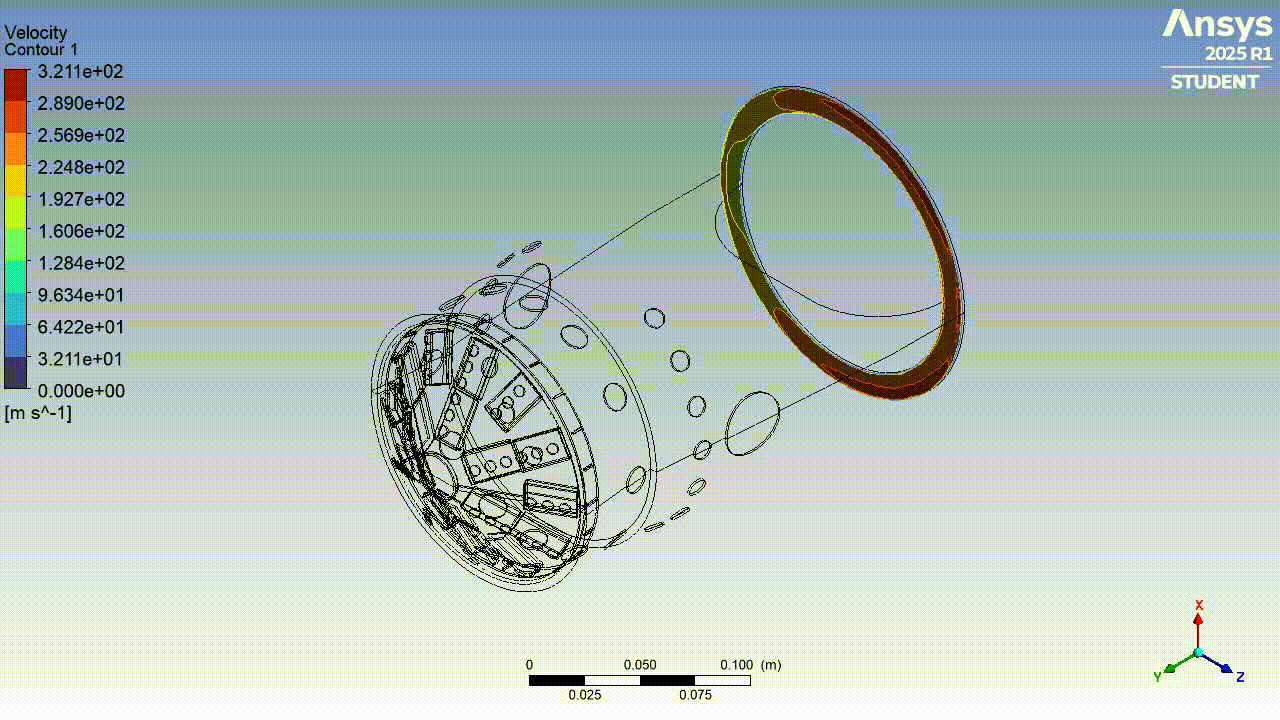 Velocity
Contour 1
3.211e+02
2.890e+02
2.569e+02
2.248e+02
1.927e+02
1.606e+02
1.284e+02
9.634e+01
6.422e+01
3.211e+01
0.000e+00
[m s^-1]
Ansys
2025 R1
STUDENT
0 0.050 0.100 (m)
0.025 0.075
X
Y Z